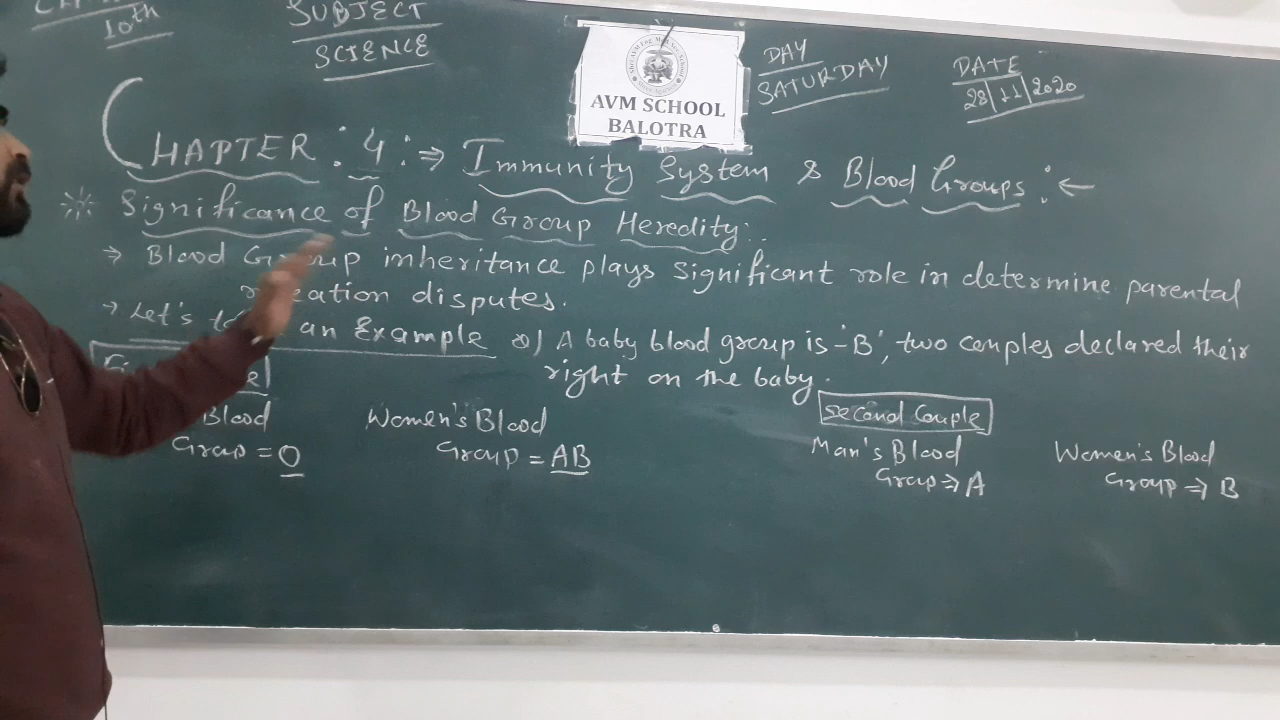 10th
SUBJECT
SCIENCE
AVM SCHOOL
BALOTRA
DAY
SATURDAY
DATE
28/11/2020
CHAPTER : 4 :⇒ Immunity System & Blood Groups :←
Significance of Blood Group Heredity:
→ Blood Group inheritance plays significant role in determine parental
disputes.
→ Let's an Example A baby blood group is 'B', two couples declared their
right on the baby.
Blood
Group = O
Women's Blood
Group = AB
Second Couple
Man's Blood
Group ⇒ A
Women's Blood
Group ⇒ B